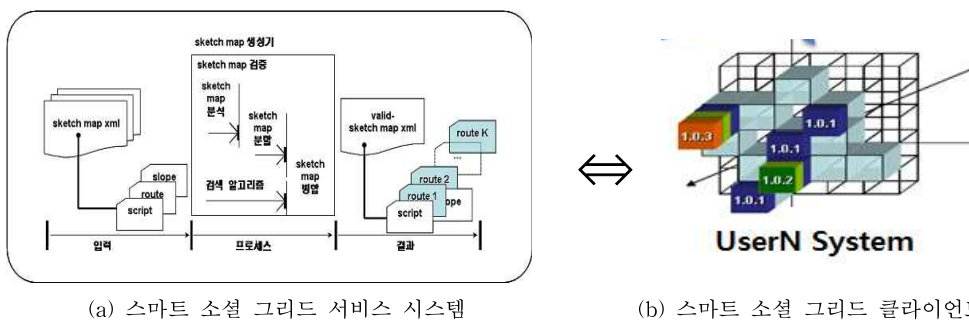 sketch map 생성기
sketch map 검증
sketch
map
분석
sketch
map
분할
sketch
map
병합
검색 알고리즘
sketch map xml
slope
route
script
valid-
sketch map xml
route K
...
route 2
route 1
ope
script
입력
프로세스
결과
⇔
1.0.3
1.0.1
1.0.1
1.0.2
1.0.1
UserN System
(a) 스마트 소셜 그리드 서비스 시스템
(b) 스마트 소셜 그리드 클라이언